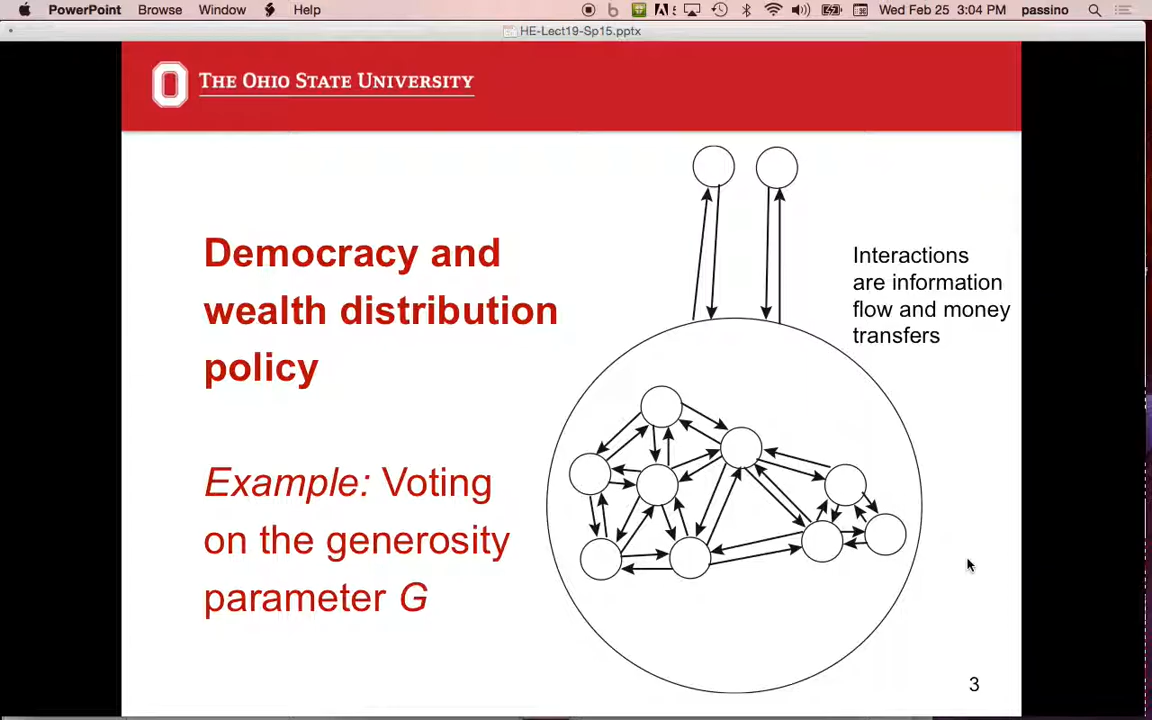 PowerPoint Browse Window Help Wed Feb 25 3:04 PM passino
HE-Lect19-Sp15.pptx
THE OHIO STATE UNIVERSITY
Democracy and
wealth distribution
policy
Example: Voting
on the generosity
parameter G
Interactions
are information
flow and money
transfers
3